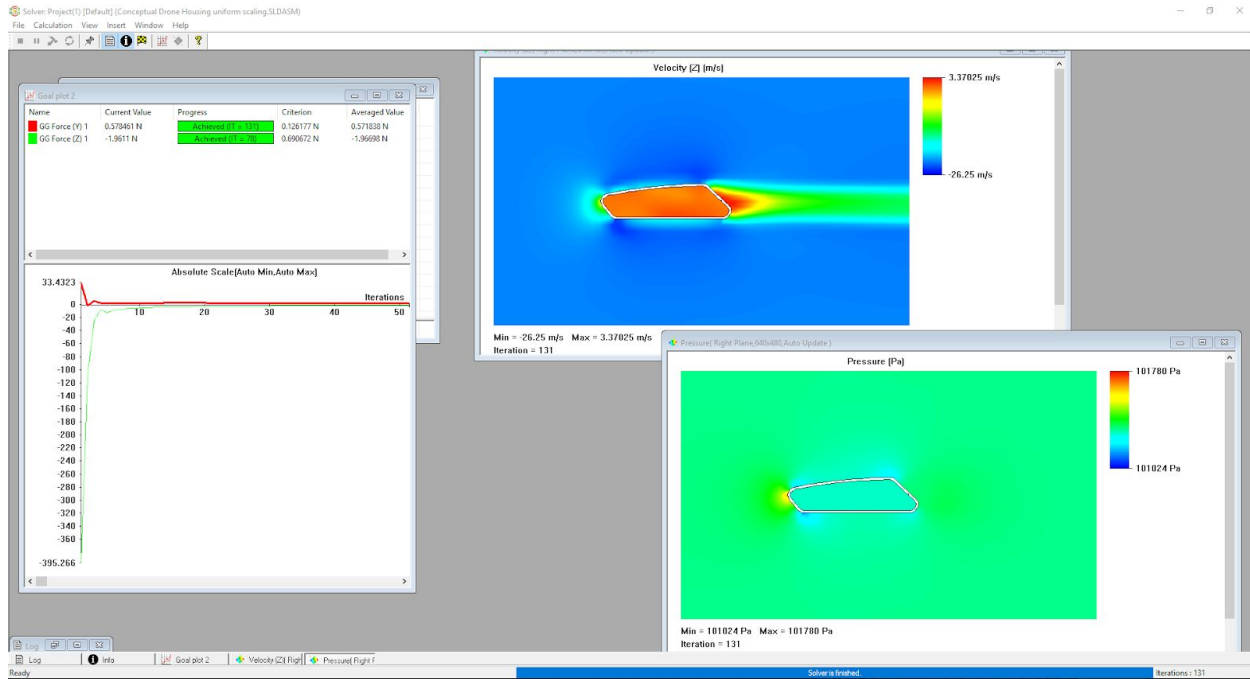 Solver: Project(1) [Default] (Conceptual Drone Housing uniform scaling.SLDASM)
File Calculation View Insert Window Help
Goal plot 2
Name Current Value Progress Criterion Averaged Value
GG Force (Y) 1 0.578461 N Achieved (IT = 131) 0.126177 N 0.571838 N
GG Force (Z) 1 -1.9611 N Achieved (IT = 78) 0.690672 N -1.96698 N
Absolute Scale(Auto Min,Auto Max)
33.4323
Iterations
0
10 20 30 40 50
-20
-40
-60
-80
-100
-120
-140
-160
-180
-200
-220
-240
-260
-280
-300
-320
-340
-360
-395.266
Velocity (Z) [m/s]
3.37025 m/s
-26.25 m/s
Min = -26.25 m/s Max = 3.37025 m/s
Iteration = 131
Pressure( Right Plane,640x480,Auto Update )
Pressure [Pa]
101780 Pa
101024 Pa
Min = 101024 Pa Max = 101780 Pa
Iteration = 131
Log
Log Info Goal plot 2 Velocity (Z)( Righ Pressure( Right F
Ready Solver is finished. Iterations : 131